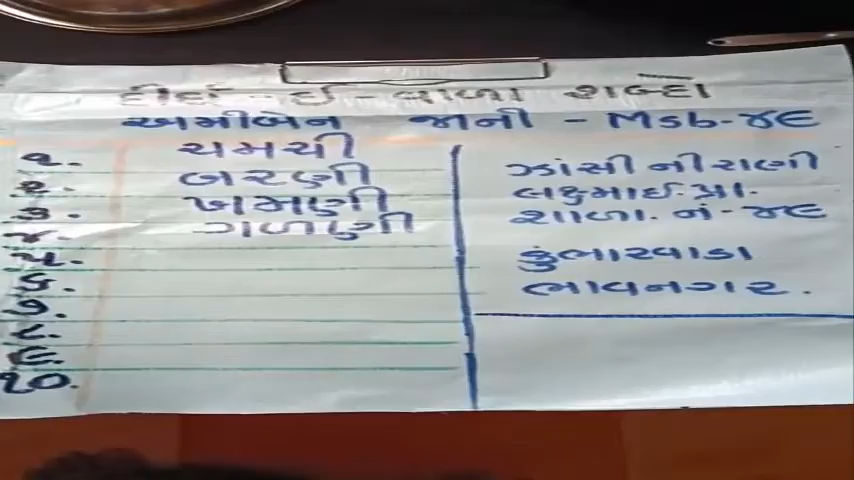 દીર્ઘ - ઈ - વાળા શબ્દો
અમીબેન જાની - Msb-૪૯
૧. ચમચી
૨. બરણી
૩. ખમણી
૪. ગળણી
૫.
૬.
૭.
૮.
૯.
૧૦.
ઝાંસી ની રાણી
લક્ષ્માઈ.પ્રા.
શાળા. નં - ૪૯
કુંભારવાડા
ભાવનગર.